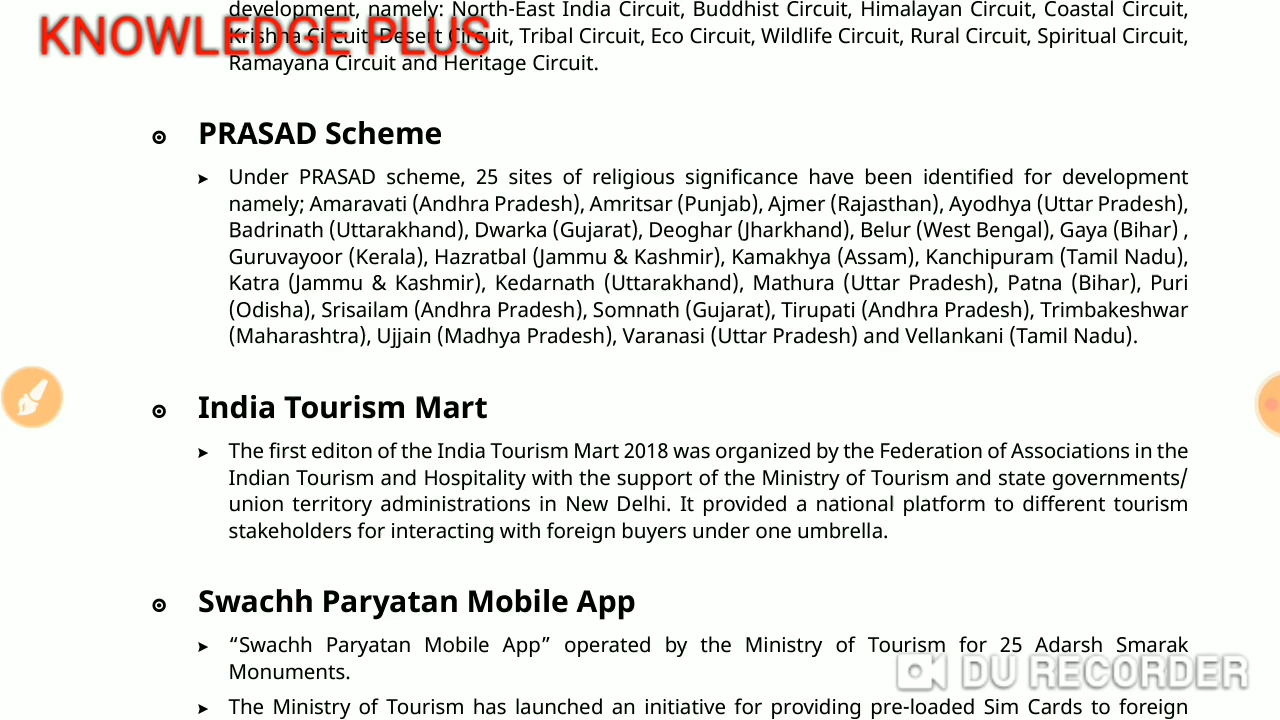 development, namely: North-East India Circuit, Buddhist Circuit, Himalayan Circuit, Coastal Circuit,
KNOWLEDGE PLUS
Krishna Circuit, Desert Circuit, Tribal Circuit, Eco Circuit, Wildlife Circuit, Rural Circuit, Spiritual Circuit,
Ramayana Circuit and Heritage Circuit.
PRASAD Scheme
Under PRASAD scheme, 25 sites of religious significance have been identified for development
namely; Amaravati (Andhra Pradesh), Amritsar (Punjab), Ajmer (Rajasthan), Ayodhya (Uttar Pradesh),
Badrinath (Uttarakhand), Dwarka (Gujarat), Deoghar (Jharkhand), Belur (West Bengal), Gaya (Bihar) ,
Guruvayoor (Kerala), Hazratbal (Jammu & Kashmir), Kamakhya (Assam), Kanchipuram (Tamil Nadu),
Katra (Jammu & Kashmir), Kedarnath (Uttarakhand), Mathura (Uttar Pradesh), Patna (Bihar), Puri
(Odisha), Srisailam (Andhra Pradesh), Somnath (Gujarat), Tirupati (Andhra Pradesh), Trimbakeshwar
(Maharashtra), Ujjain (Madhya Pradesh), Varanasi (Uttar Pradesh) and Vellankani (Tamil Nadu).
India Tourism Mart
The first editon of the India Tourism Mart 2018 was organized by the Federation of Associations in the
Indian Tourism and Hospitality with the support of the Ministry of Tourism and state governments/
union territory administrations in New Delhi. It provided a national platform to different tourism
stakeholders for interacting with foreign buyers under one umbrella.
Swachh Paryatan Mobile App
“Swachh Paryatan Mobile App” operated by the Ministry of Tourism for 25 Adarsh Smarak
Monuments.
DU RECORDER
The Ministry of Tourism has launched an initiative for providing pre-loaded Sim Cards to foreign